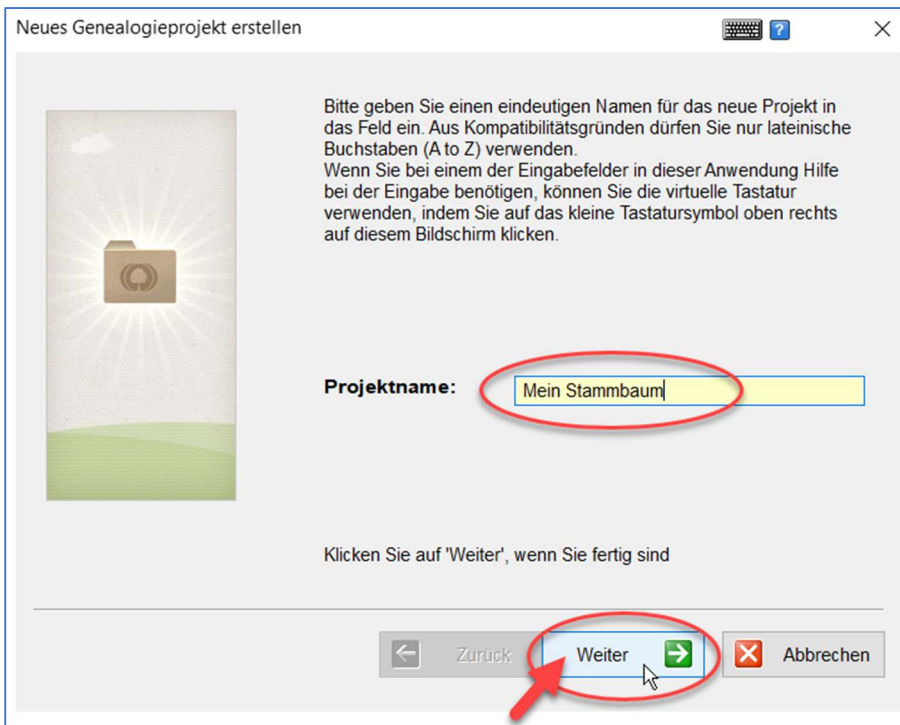 Neues Genealogieprojekt erstellen
Bitte geben Sie einen eindeutigen Namen für das neue Projekt in
das Feld ein. Aus Kompatibilitätsgründen dürfen Sie nur lateinische
Buchstaben (A to Z) verwenden.
Wenn Sie bei einem der Eingabefelder in dieser Anwendung Hilfe
bei der Eingabe benötigen, können Sie die virtuelle Tastatur
verwenden, indem Sie auf das kleine Tastatursymbol oben rechts
auf diesem Bildschirm klicken.
Projektname: Mein Stammbaum
Klicken Sie auf 'Weiter', wenn Sie fertig sind
Zurück Weiter Abbrechen